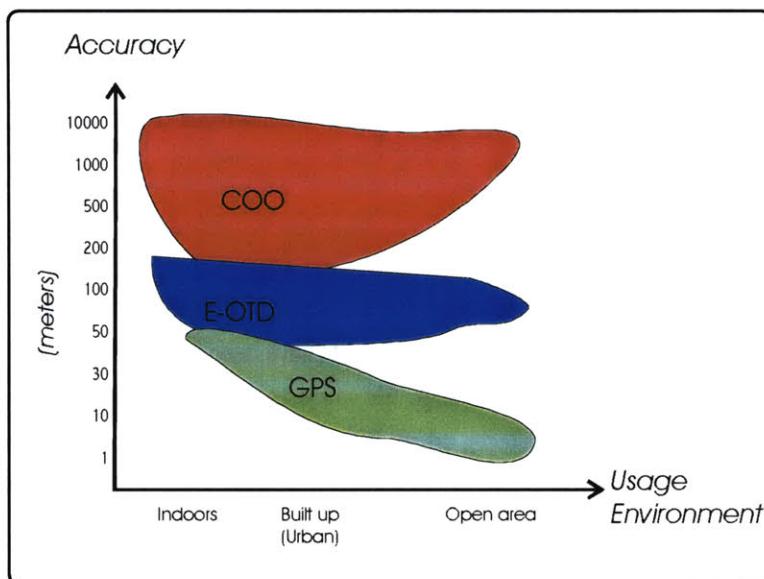 Accuracy
10000
1000
500
200
100
50
30
10
1
(meters)
COO
E-OTD
GPS
Indoors
Built up
(Urban)
Open area
Usage
Environment